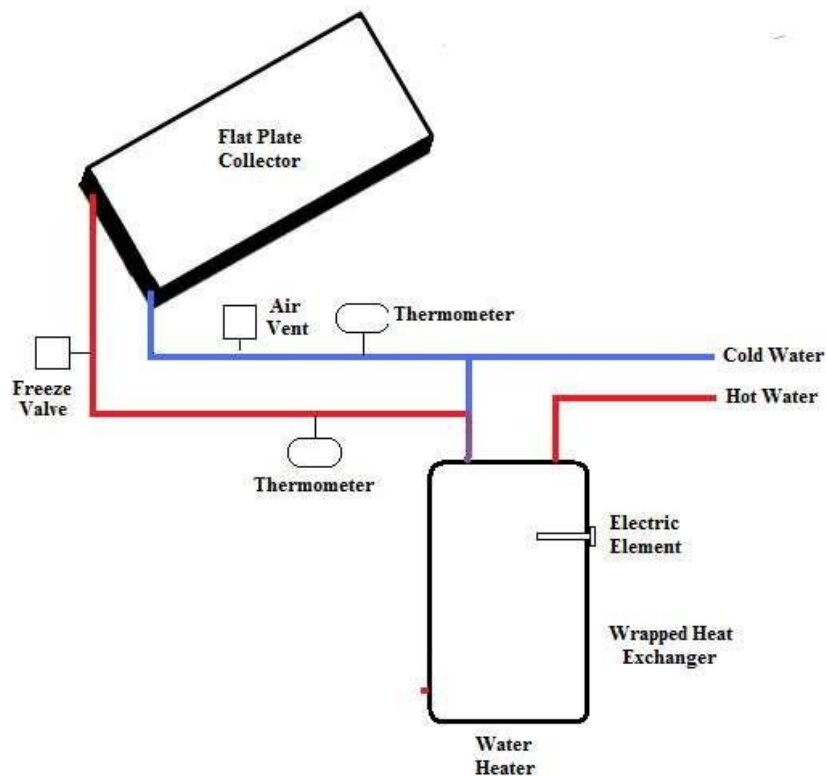 Flat Plate
Collector
Air
Vent
Thermometer
Cold Water
Freeze
Valve
Hot Water
Thermometer
Electric
Element
Wrapped Heat
Exchanger
Water
Heater